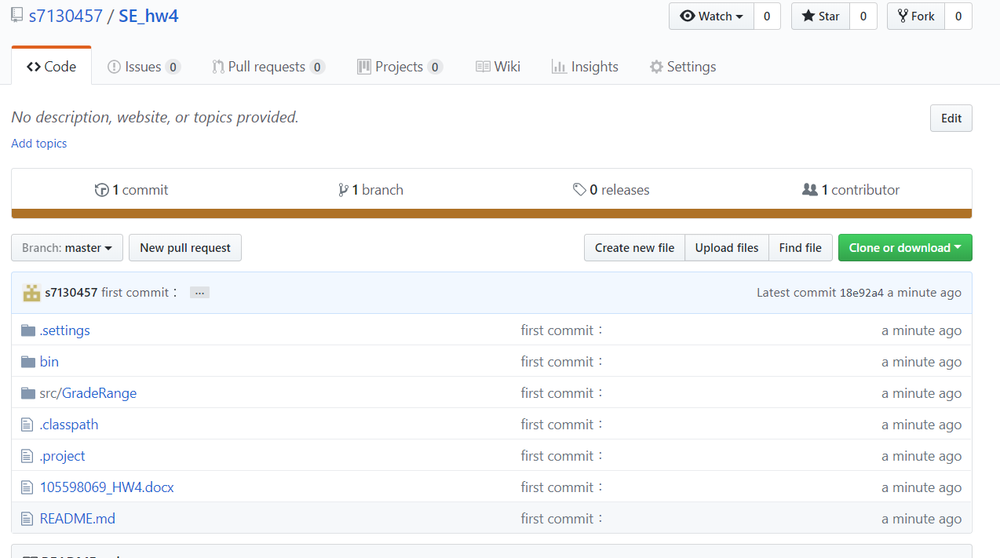 s7130457 / SE_hw4 Watch 0 Star 0 Fork 0
Code Issues 0 Pull requests 0 Projects 0 Wiki Insights Settings
No description, website, or topics provided. Edit
Add topics
1 commit 1 branch 0 releases 1 contributor
Branch: master New pull request Create new file Upload files Find file Clone or download
s7130457 first commit： … Latest commit 18e92a4 a minute ago
.settings first commit： a minute ago
bin first commit： a minute ago
src/GradeRange first commit： a minute ago
.classpath first commit： a minute ago
.project first commit： a minute ago
105598069_HW4.docx first commit： a minute ago
README.md first commit： a minute ago